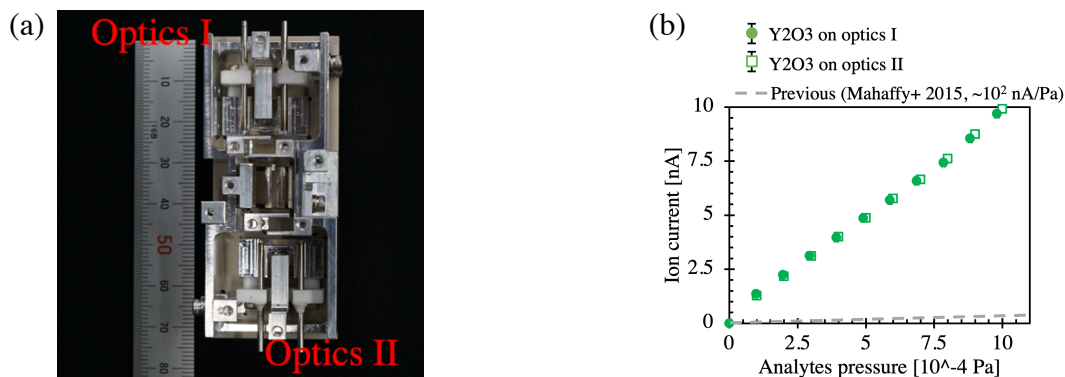 (a)
Optics I
10
16B
20
30
40
50
60
70
80
Optics II
(b)
Y2O3 on optics I
Y2O3 on optics II
Previous (Mahaffy+ 2015, ~10² nA/Pa)
10
7.5
5
2.5
0
Ion current [nA]
0 2.5 5 7.5 10
Analytes pressure [10^-4 Pa]